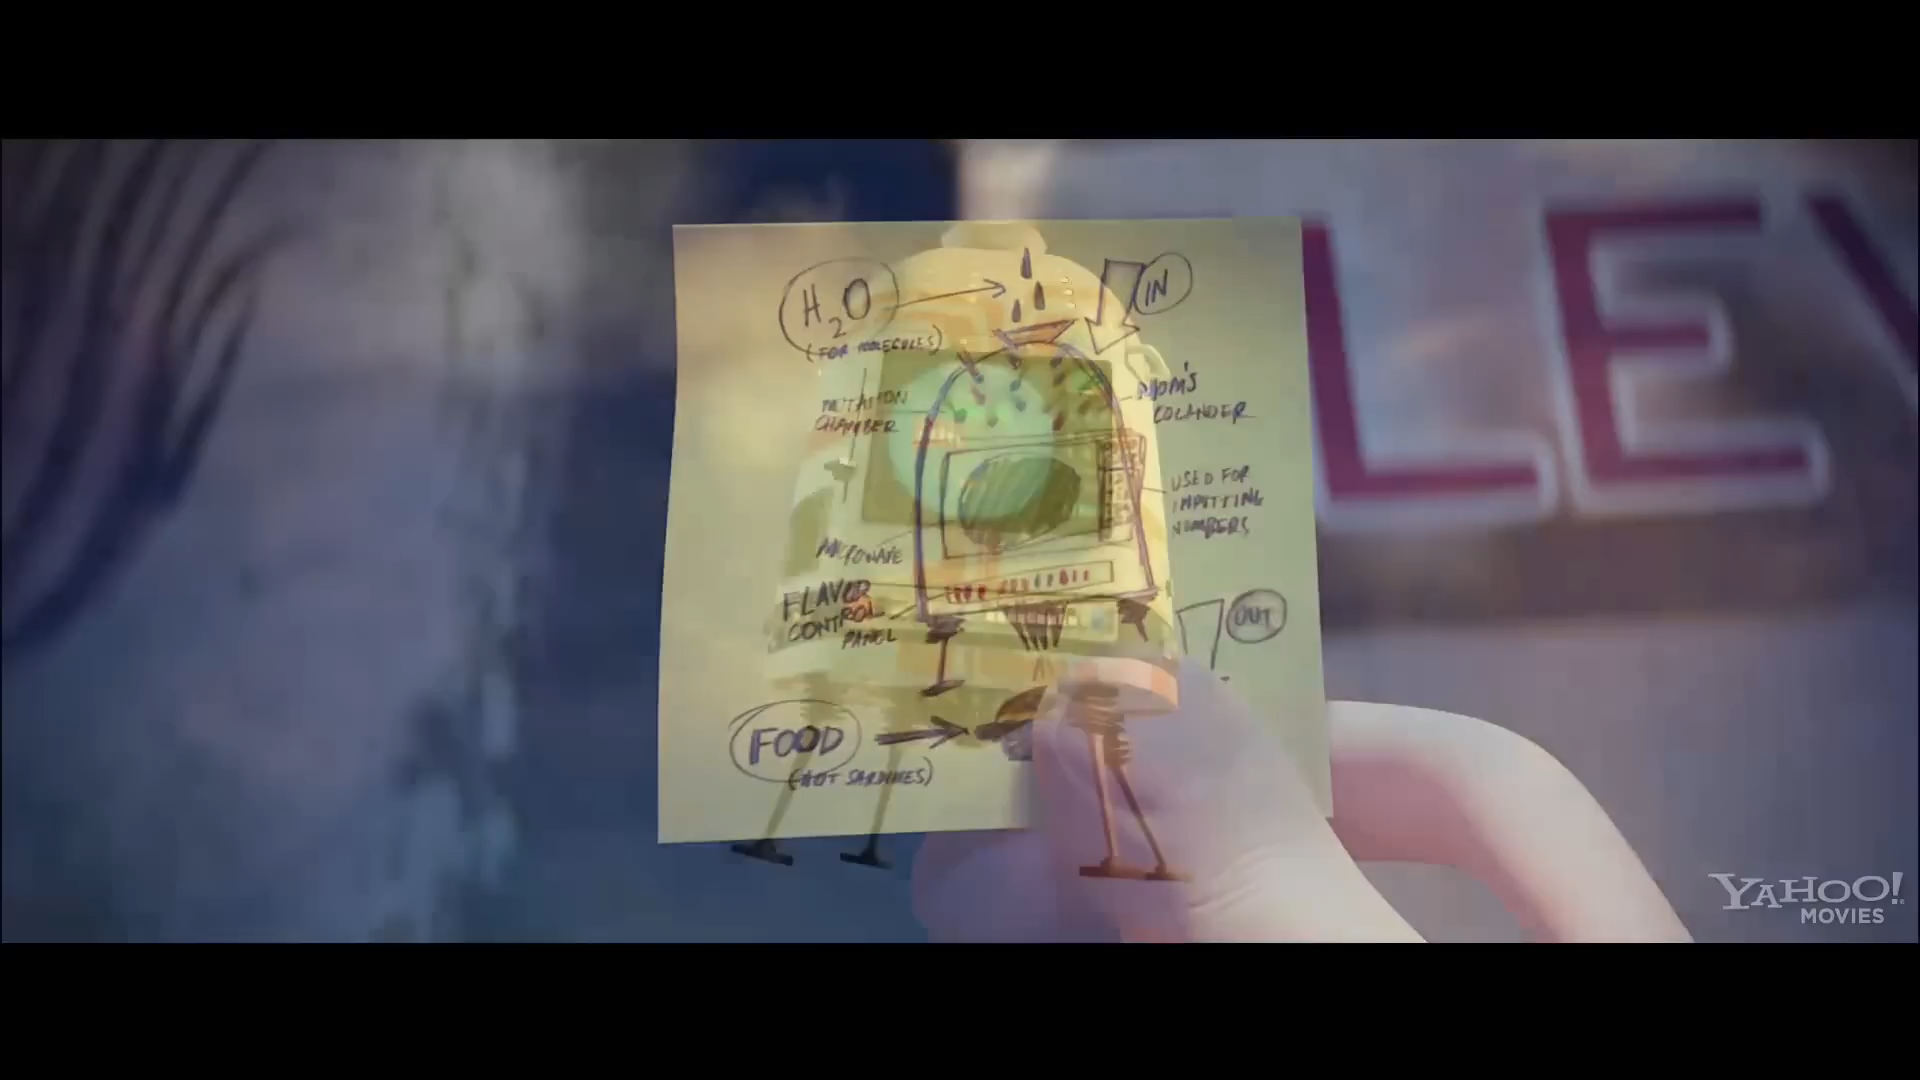 H2O
(FOR MOLECULES)
IN
MUTATION
CHAMBER
MOM'S
COLANDER
USED FOR
INPUTTING
NUMBERS
MICROWAVE
FLAVOR
CONTROL
PANEL
OUT
FOOD
(NOT SARDINES)
LE
YAHOO!
MOVIES